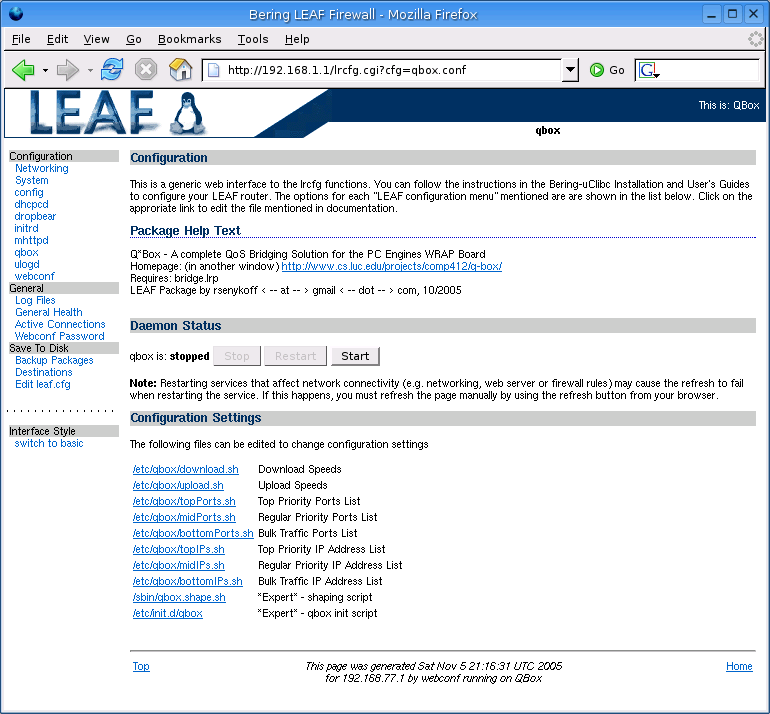 Bering LEAF Firewall - Mozilla Firefox
File Edit View Go Bookmarks Tools Help
http://192.168.1.1/lrcfg.cgi?cfg=qbox.conf Go G
LEAF
This is: QBox
qbox
Configuration
Networking
System
config
dhcpcd
dropbear
initrd
mhttpd
qbox
ulogd
webconf
General
Log Files
General Health
Active Connections
Webconf Password
Save To Disk
Backup Packages
Destinations
Edit leaf.cfg
Interface Style
switch to basic
Configuration
This is a generic web interface to the lrcfg functions. You can follow the instructions in the Bering-uClibc Installation and User's Guides
to configure your LEAF router. The options for each "LEAF configuration menu" mentioned are are shown in the list below. Click on the
approriate link to edit the file mentioned in documentation.
Package Help Text
Q*Box - A complete QoS Bridging Solution for the PC Engines WRAP Board
Homepage: (in another window) http://www.cs.luc.edu/projects/comp412/q-box/
Requires: bridge.lrp
LEAF Package by rsenykoff < -- at -- > gmail < -- dot -- > com, 10/2005
Daemon Status
qbox is: stopped Stop Restart Start
Note: Restarting services that affect network connectivity (e.g. networking, web server or firewall rules) may cause the refresh to fail
when restarting the service. If this happens, you must refresh the page manually by using the refresh button from your browser.
Configuration Settings
The following files can be edited to change configuration settings
/etc/qbox/download.sh Download Speeds
/etc/qbox/upload.sh Upload Speeds
/etc/qbox/topPorts.sh Top Priority Ports List
/etc/qbox/midPorts.sh Regular Priority Ports List
/etc/qbox/bottomPorts.sh Bulk Traffic Ports List
/etc/qbox/topIPs.sh Top Priority IP Address List
/etc/qbox/midIPs.sh Regular Priority IP Address List
/etc/qbox/bottomIPs.sh Bulk Traffic IP Address List
/sbin/qbox.shape.sh *Expert* - shaping script
/etc/init.d/qbox *Expert* - qbox init script
Top This page was generated Sat Nov 5 21:16:31 UTC 2005 Home
for 192.168.77.1 by webconf running on QBox